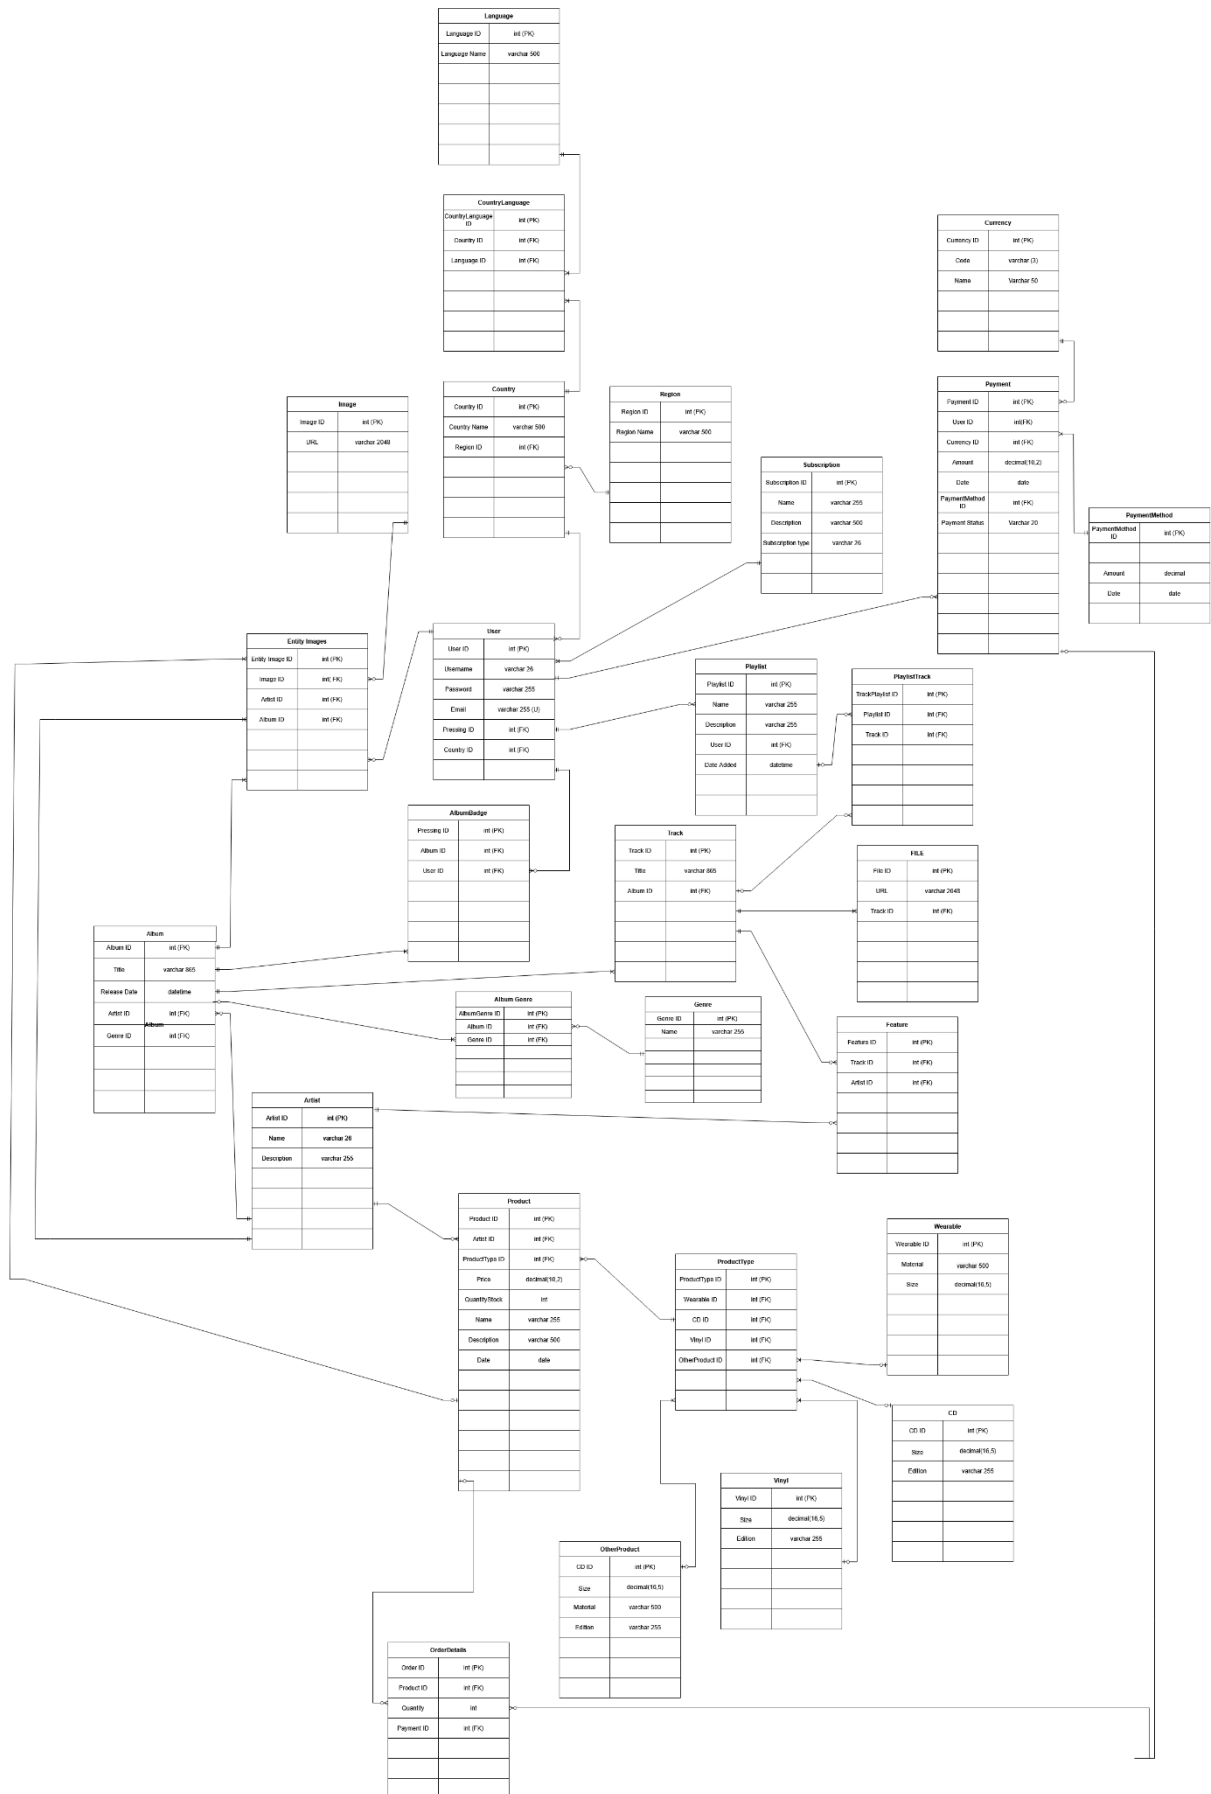 Language
Language ID int (PK)
Language Name varchar 500
CountryLanguage
CountryLanguage ID int (PK)
Country ID int (FK)
Language ID int (FK)
Currency
Currency ID int (PK)
Code varchar (3)
Name Varchar 50
Country
Country ID int (PK)
Country Name varchar 500
Region ID int (FK)
Region
Region ID int (PK)
Region Name varchar 500
Image
Image ID int (PK)
URL varchar 2048
Payment
Payment ID int (PK)
User ID int(FK)
Currency ID int (FK)
Amount decimal(10,2)
Date date
PaymentMethod ID int (FK)
Payment Status Varchar 20
Subscription
Subscription ID int (PK)
Name varchar 255
Description varchar 500
Subscription type varchar 26
PaymentMethod
PaymentMethod ID int (PK)
Amount decimal
Date date
Entity Images
Entity Image ID int (PK)
Image ID int( FK)
Artist ID int (FK)
Album ID int (FK)
User
User ID int (PK)
Username varchar 26
Password varchar 255
Email varchar 255 (U)
Pressing ID int (FK)
Country ID int (FK)
Playlist
Playlist ID int (PK)
Name varchar 255
Description varchar 255
User ID int (FK)
Date Added datetime
PlaylistTrack
TrackPlaylist ID int (PK)
Playlist ID int (FK)
Track ID int (FK)
AlbumBadge
Pressing ID int (PK)
Album ID int (FK)
User ID int (FK)
Track
Track ID int (PK)
Title varchar 865
Album ID int (FK)
FILE
File ID int (PK)
URL varchar 2048
Track ID int (FK)
Album
Album ID int (PK)
Title varchar 865
Release Date datetime
Artist ID int (FK)
Album
Genre ID int (FK)
Album Genre
AlbumGenre ID int (PK)
Album ID int (FK)
Genre ID int (FK)
Genre
Genre ID int (PK)
Name varchar 255
Feature
Feature ID int (PK)
Track ID int (FK)
Artist ID int (FK)
Artist
Artist ID int (PK)
Name varchar 26
Description varchar 255
Product
Product ID int (PK)
Artist ID int (FK)
ProductType ID int (FK)
Price decimal(10,2)
QuantityStock int
Name varchar 255
Description varchar 500
Date date
ProductType
ProductType ID int (PK)
Wearable ID int (FK)
CD ID int (FK)
Vinyl ID int (FK)
OtherProduct ID int (FK)
Wearable
Wearable ID int (PK)
Material varchar 500
Size decimal(16,5)
CD
CD ID int (PK)
Size decimal(16,5)
Edition varchar 255
Vinyl
Vinyl ID int (PK)
Size decimal(16,5)
Edition varchar 255
OtherProduct
CD ID int (PK)
Size decimal(16,5)
Material varchar 500
Edition varchar 255
OrderDetails
Order ID int (PK)
Product ID int (FK)
Quantity int
Payment ID int (FK)